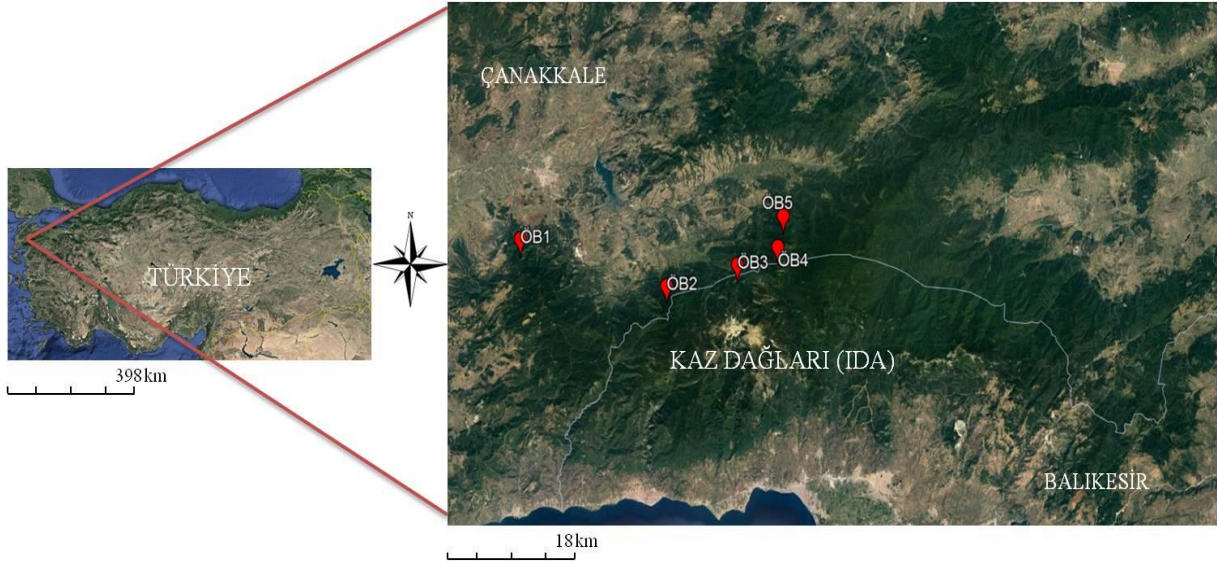 ÇANAKKALE
ÖB5
ÖB1
ÖB4
ÖB3
ÖB2
N
TÜRKİYE
KAZ DAĞLARI (IDA)
398km
BALIKESİR
18km